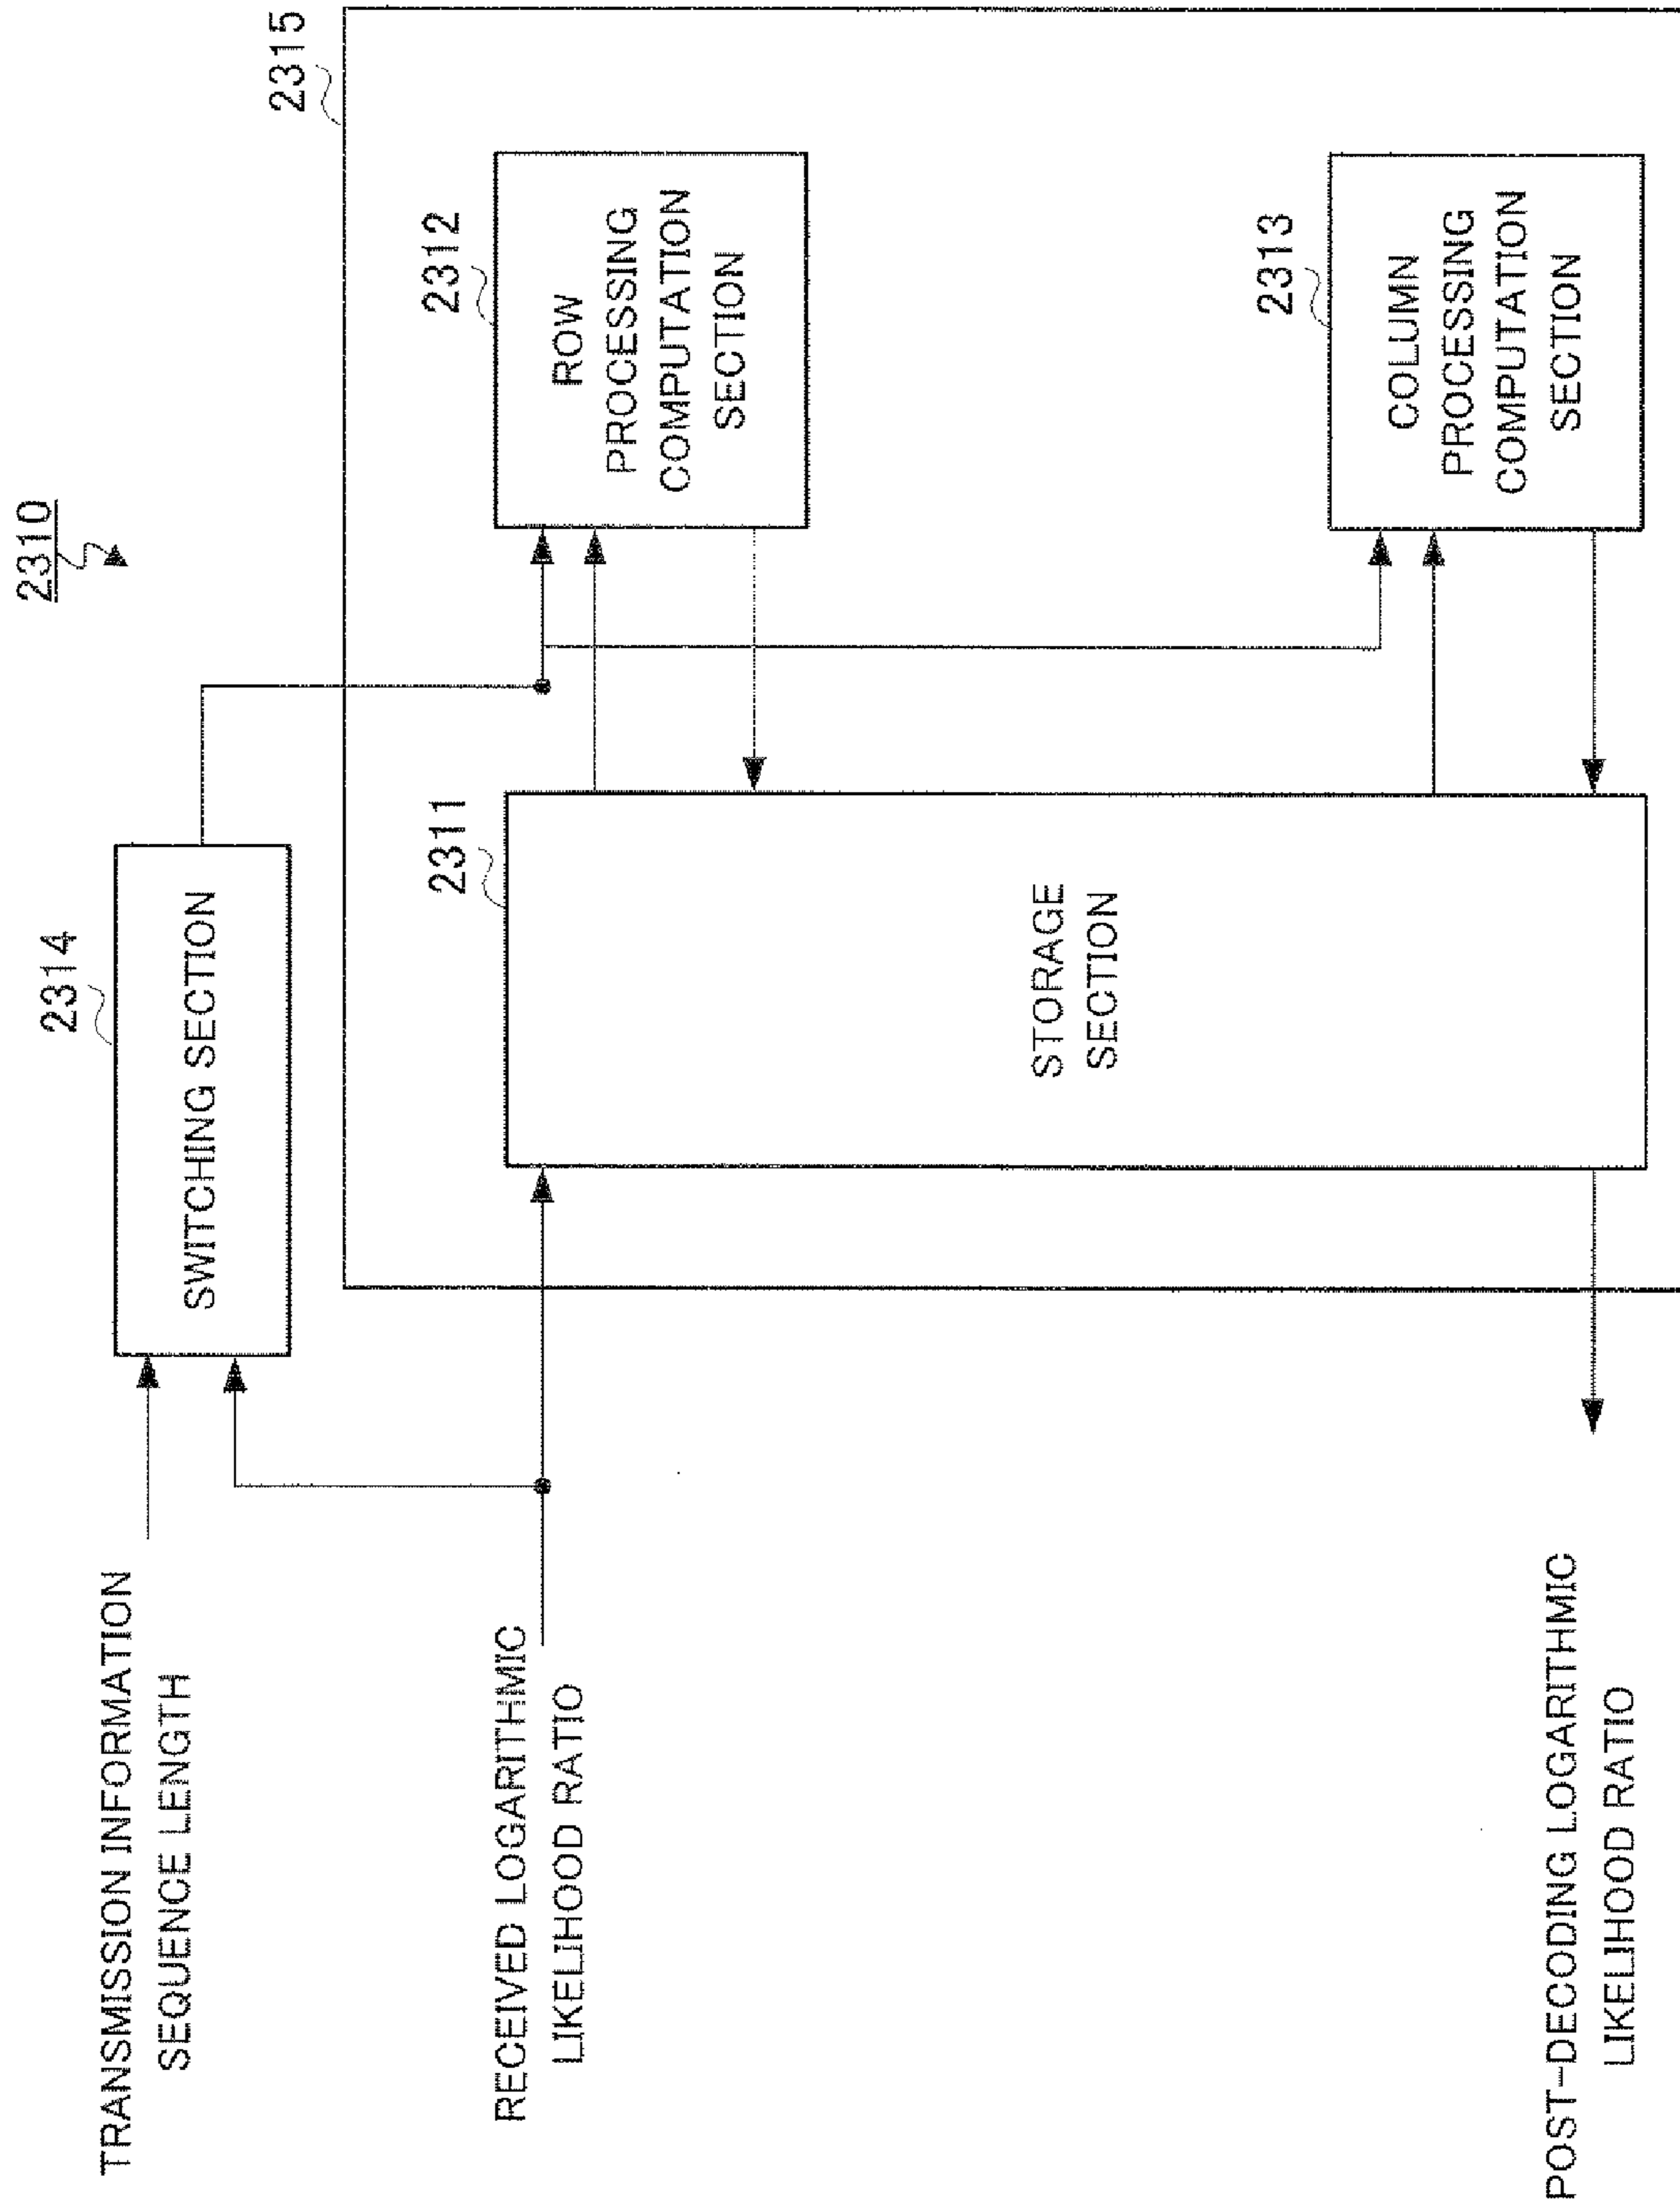 2310
2314
SWITCHING SECTION
TRANSMISSION INFORMATION
SEQUENCE LENGTH
2315
RECEIVED LOGARITHMIC
LIKELIHOOD RATIO
2311
STORAGE
SECTION
2312
ROW
PROCESSING
COMPUTATION
SECTION
2313
COLUMN
PROCESSING
COMPUTATION
SECTION
POST-DECODING LOGARITHMIC
LIKELIHOOD RATIO